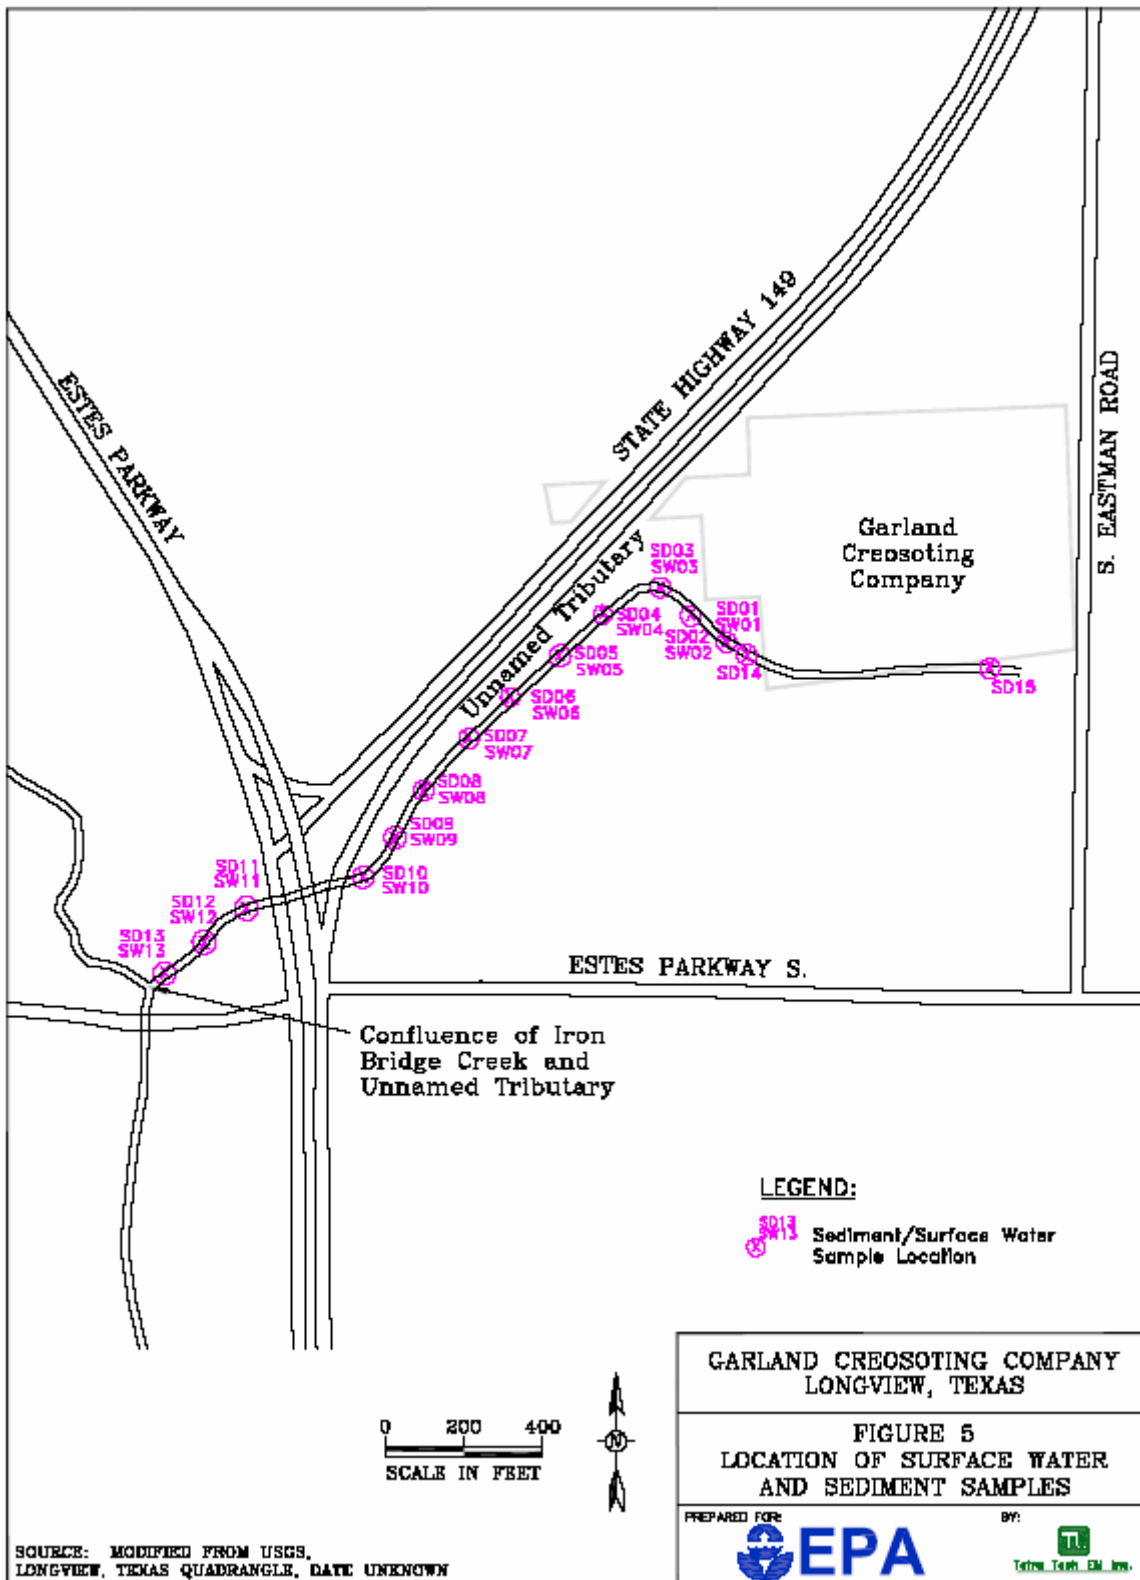 STATE HIGHWAY 149
ESTES PARKWAY
S. EASTMAN ROAD
Garland
Creosoting
Company
Unnamed Tributary
SD03
SW03
SD04
SW04
SD01
SW01
SD02
SW02
SD14
SD15
SD05
SW05
SD06
SW06
SD07
SW07
SD08
SW08
SD09
SW09
SD10
SW10
SD11
SW11
SD12
SW12
SD13
SW13
ESTES PARKWAY S.
Confluence of Iron
Bridge Creek and
Unnamed Tributary
LEGEND:
SD13
SW13
Sediment/Surface Water
Sample Location
0 200 400
SCALE IN FEET
N
GARLAND CREOSOTING COMPANY
LONGVIEW, TEXAS
FIGURE 5
LOCATION OF SURFACE WATER
AND SEDIMENT SAMPLES
PREPARED FOR:
EPA
BY:
Tetra Tech EM Inc.
SOURCE: MODIFIED FROM USGS,
LONGVIEW, TEXAS QUADRANGLE, DATE UNKNOWN